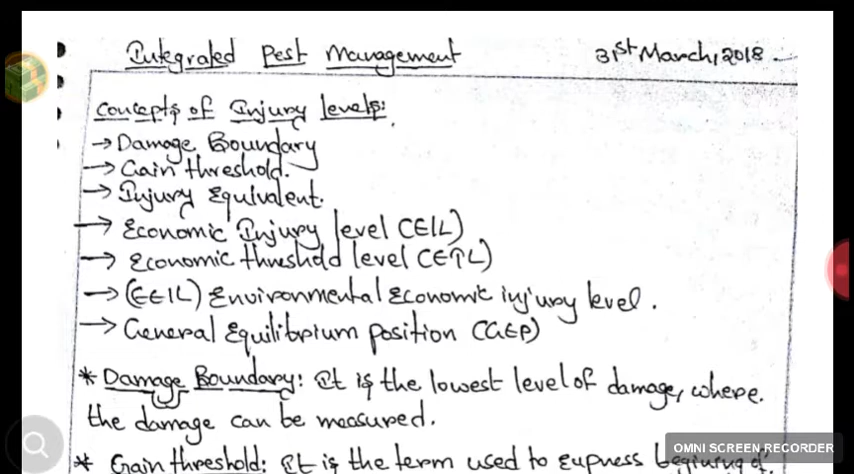 Integrated Pest Management 31st March, 2018
Concepts of Injury levels:
→ Damage Boundary
→ Gain threshold.
→ Injury Equivalent.
→ Economic Injury level (EIL)
→ Economic threshold level (ETL)
→ (EEIL) Environmental Economic injury level.
→ General Equilibrium position (GEP)
* Damage Boundary: It is the lowest level of damage, where
the damage can be measured.
* Gain threshold: It is the term used to express
OMNI SCREEN RECORDER